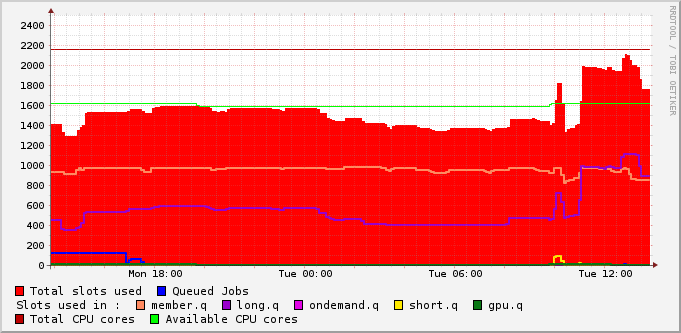 RRDTOOL / TOBI OETIKER
2400
2200
2000
1800
1600
1400
1200
1000
800
600
400
200
0
Mon 18:00 Tue 00:00 Tue 06:00 Tue 12:00
Total slots used Queued Jobs
Slots used in : member.q long.q ondemand.q short.q gpu.q
Total CPU cores Available CPU cores